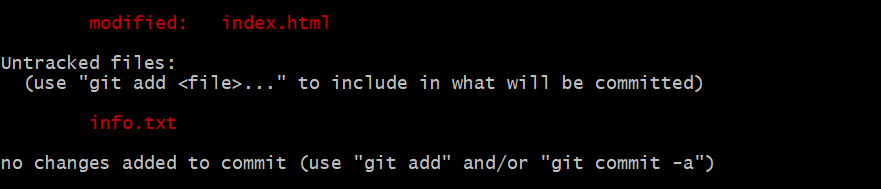 modified:   index.html
Untracked files:
(use "git add <file>..." to include in what will be committed)
info.txt
no changes added to commit (use "git add" and/or "git commit -a")